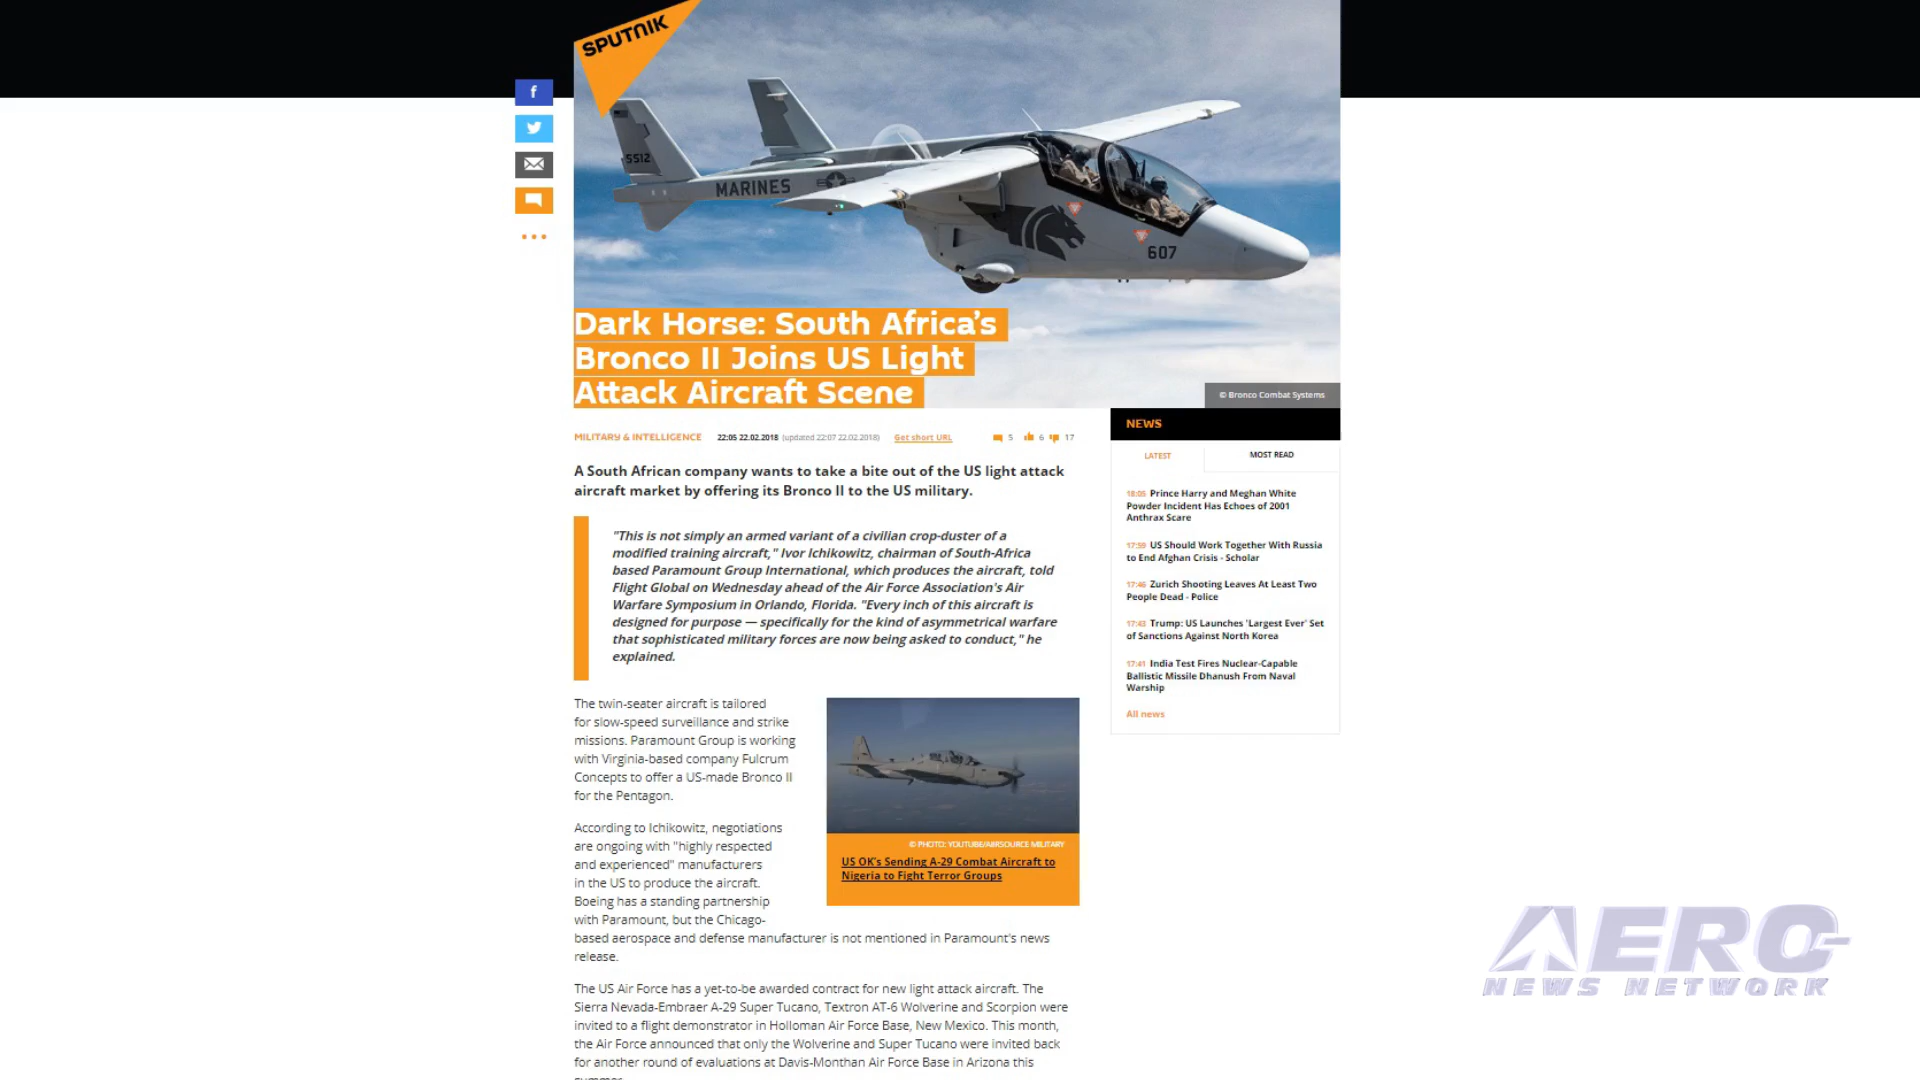 SPUTNIK
f
5512
MARINES
607
Dark Horse: South Africa's
Bronco II Joins US Light
Attack Aircraft Scene
© Bronco Combat Systems
MILITARY & INTELLIGENCE 22:05 22.02.2018 (updated 22:07 22.02.2018) Get short URL 5 6 17
A South African company wants to take a bite out of the US light attack
aircraft market by offering its Bronco II to the US military.
"This is not simply an armed variant of a civilian crop-duster of a
modified training aircraft," Ivor Ichikowitz, chairman of South-Africa
based Paramount Group International, which produces the aircraft, told
Flight Global on Wednesday ahead of the Air Force Association's Air
Warfare Symposium in Orlando, Florida. "Every inch of this aircraft is
designed for purpose — specifically for the kind of asymmetrical warfare
that sophisticated military forces are now being asked to conduct," he
explained.
The twin-seater aircraft is tailored
for slow-speed surveillance and strike
missions. Paramount Group is working
with Virginia-based company Fulcrum
Concepts to offer a US-made Bronco II
for the Pentagon.
According to Ichikowitz, negotiations
are ongoing with "highly respected
and experienced" manufacturers
in the US to produce the aircraft.
Boeing has a standing partnership
with Paramount, but the Chicago-
based aerospace and defense manufacturer is not mentioned in Paramount's news
release.
© PHOTO: YOUTUBE/AIRRSOURCE MILITARY
US OK's Sending A-29 Combat Aircraft to
Nigeria to Fight Terror Groups
The US Air Force has a yet-to-be awarded contract for new light attack aircraft. The
Sierra Nevada-Embraer A-29 Super Tucano, Textron AT-6 Wolverine and Scorpion were
invited to a flight demonstrator in Holloman Air Force Base, New Mexico. This month,
the Air Force announced that only the Wolverine and Super Tucano were invited back
for another round of evaluations at Davis-Monthan Air Force Base in Arizona this
NEWS
LATEST MOST READ
18:05 Prince Harry and Meghan White
Powder Incident Has Echoes of 2001
Anthrax Scare
17:59 US Should Work Together With Russia
to End Afghan Crisis - Scholar
17:46 Zurich Shooting Leaves At Least Two
People Dead - Police
17:43 Trump: US Launches 'Largest Ever' Set
of Sanctions Against North Korea
17:41 India Test Fires Nuclear-Capable
Ballistic Missile Dhanush From Naval
Warship
All news
AERO
NEWS NETWORK